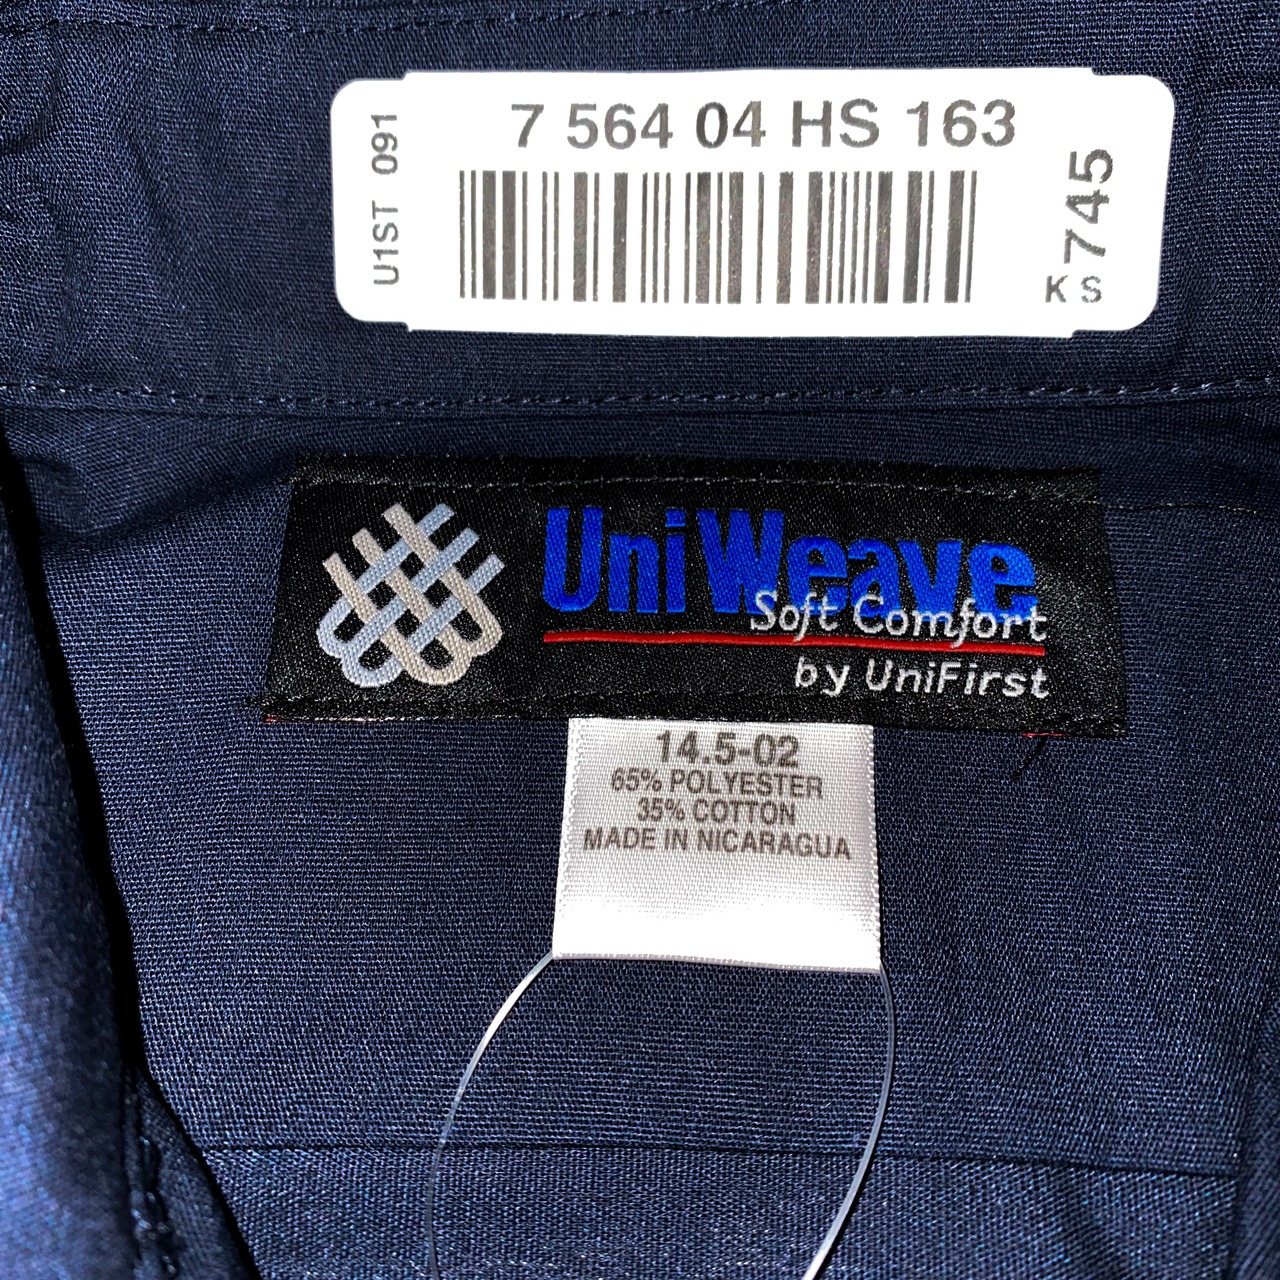 7 564 04 HS 163
U1ST 091
745
K S
UniWeave
Soft Comfort
by UniFirst
14.5-02
65% POLYESTER
35% COTTON
MADE IN NICARAGUA